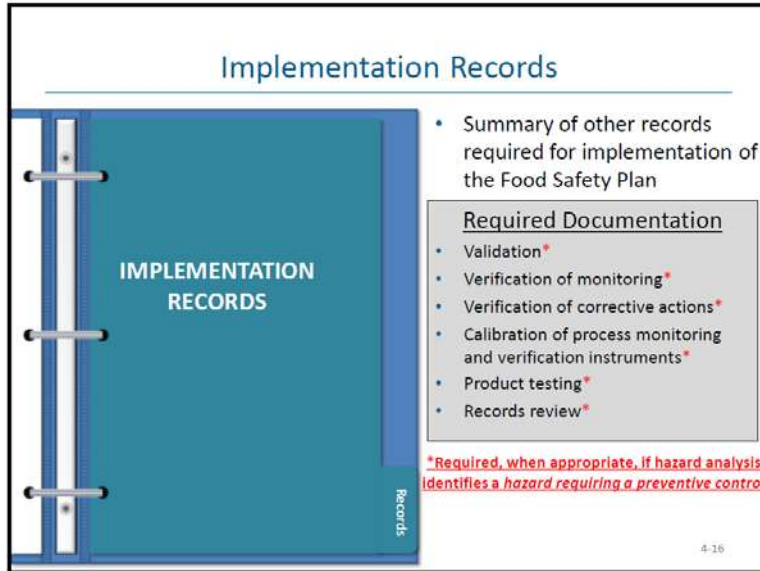 Implementation Records
IMPLEMENTATION
RECORDS
Records
• Summary of other records
required for implementation of
the Food Safety Plan
Required Documentation
• Validation*
• Verification of monitoring*
• Verification of corrective actions*
• Calibration of process monitoring
and verification instruments*
• Product testing*
• Records review*
*Required, when appropriate, if hazard analysis
identifies a hazard requiring a preventive contro
4-16